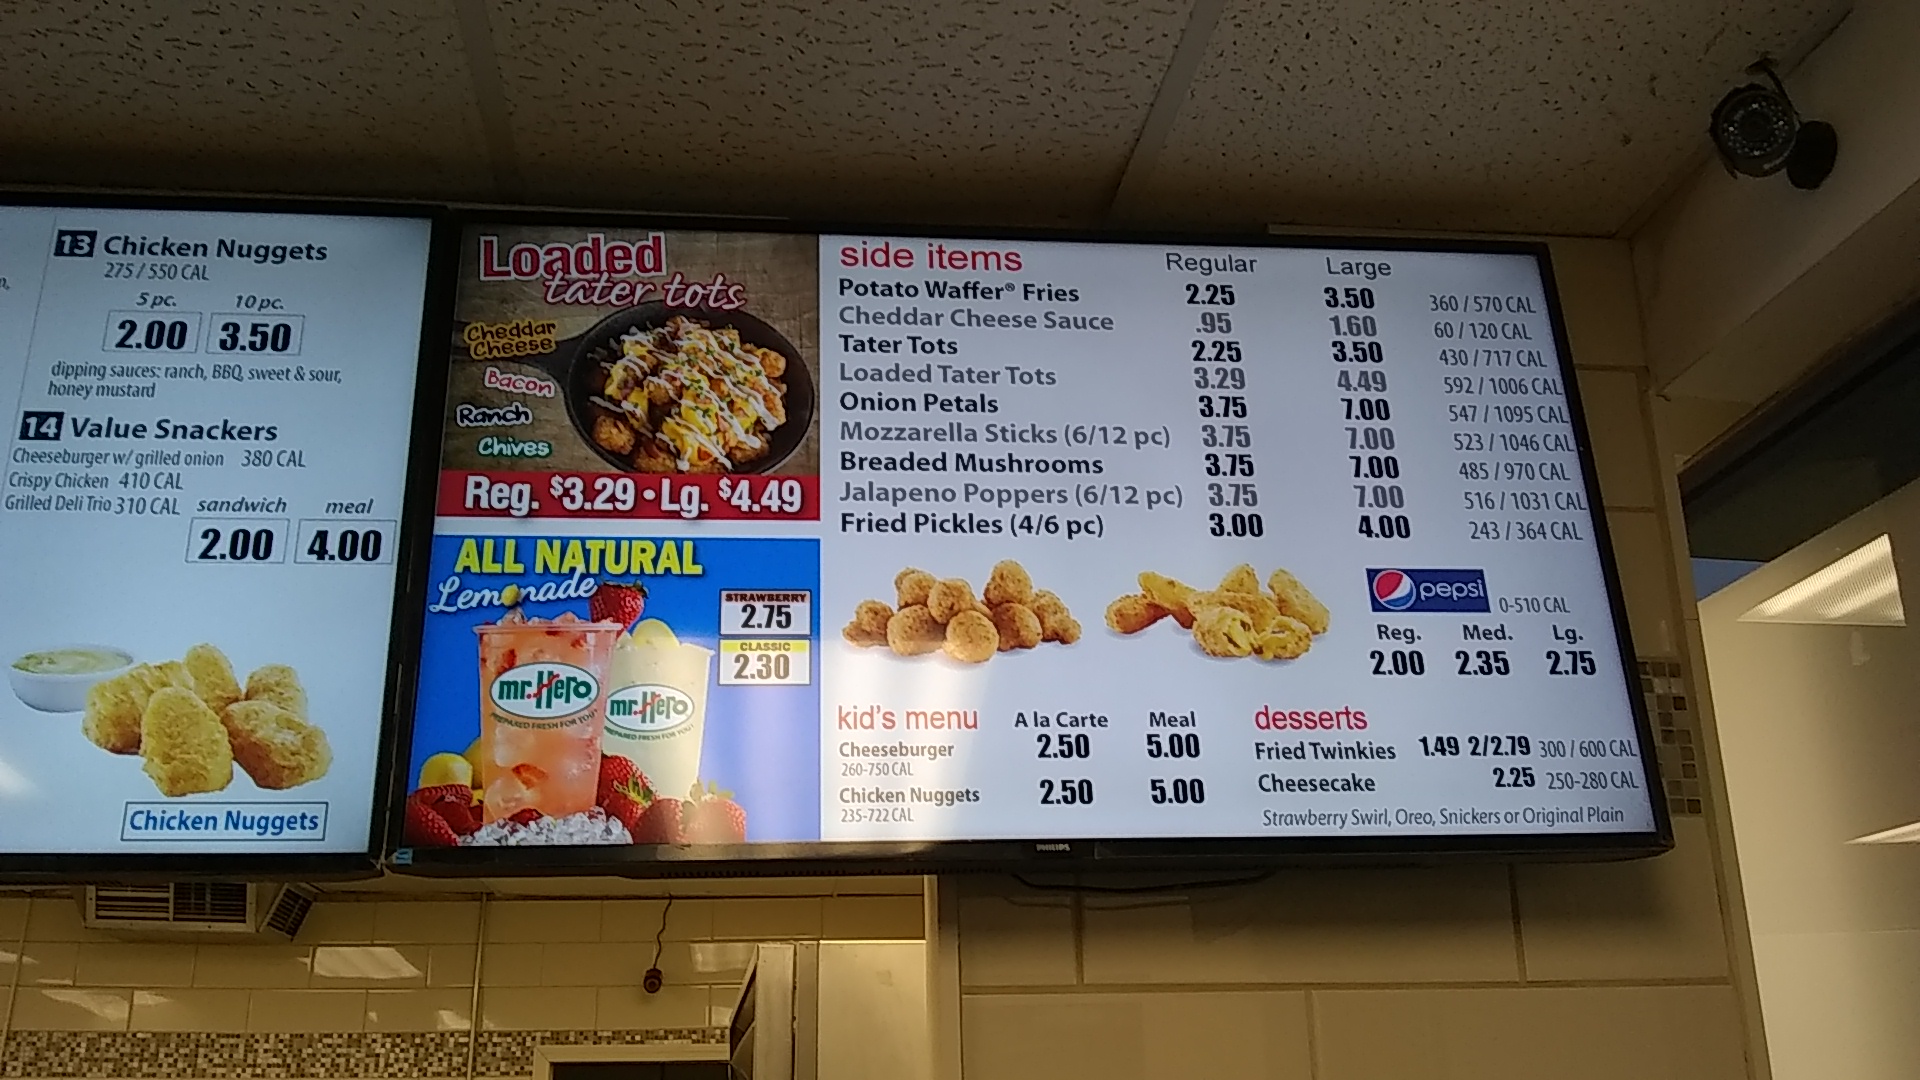 13 Chicken Nuggets
275 / 550 CAL
5 pc. 10 pc.
2.00 3.50
dipping sauces: ranch, BBQ, sweet & sour,
honey mustard
14 Value Snackers
Cheeseburger w/ grilled onion 380 CAL
Crispy Chicken 410 CAL
Grilled Deli Trio 310 CAL sandwich meal
2.00 4.00
Chicken Nuggets
Loaded
tater tots
Cheddar
Cheese
Bacon
Ranch
Chives
Reg. $3.29 • Lg. $4.49
ALL NATURAL
Lemonade
STRAWBERRY
2.75
CLASSIC
2.30
mr. Hero
PREPARED FRESH FOR YOU
mr. Hero
PREPARED FRESH FOR YOU
side items Regular Large
Potato Waffer® Fries 2.25 3.50 360 / 570 CAL
Cheddar Cheese Sauce .95 1.60 60 / 120 CAL
Tater Tots 2.25 3.50 430 / 717 CAL
Loaded Tater Tots 3.29 4.49 592 / 1006 CAL
Onion Petals 3.75 7.00 547 / 1095 CAL
Mozzarella Sticks (6/12 pc) 3.75 7.00 523 / 1046 CAL
Breaded Mushrooms 3.75 7.00 485 / 970 CAL
Jalapeno Poppers (6/12 pc) 3.75 7.00 516 / 1031 CAL
Fried Pickles (4/6 pc) 3.00 4.00 243 / 364 CAL
pepsi 0-510 CAL
Reg. Med. Lg.
2.00 2.35 2.75
kid's menu A la Carte Meal
Cheeseburger 2.50 5.00
260-750 CAL
Chicken Nuggets 2.50 5.00
235-722 CAL
desserts
Fried Twinkies 1.49 2/2.79 300 / 600 CAL
Cheesecake 2.25 250-280 CAL
Strawberry Swirl, Oreo, Snickers or Original Plain
PHILIPS